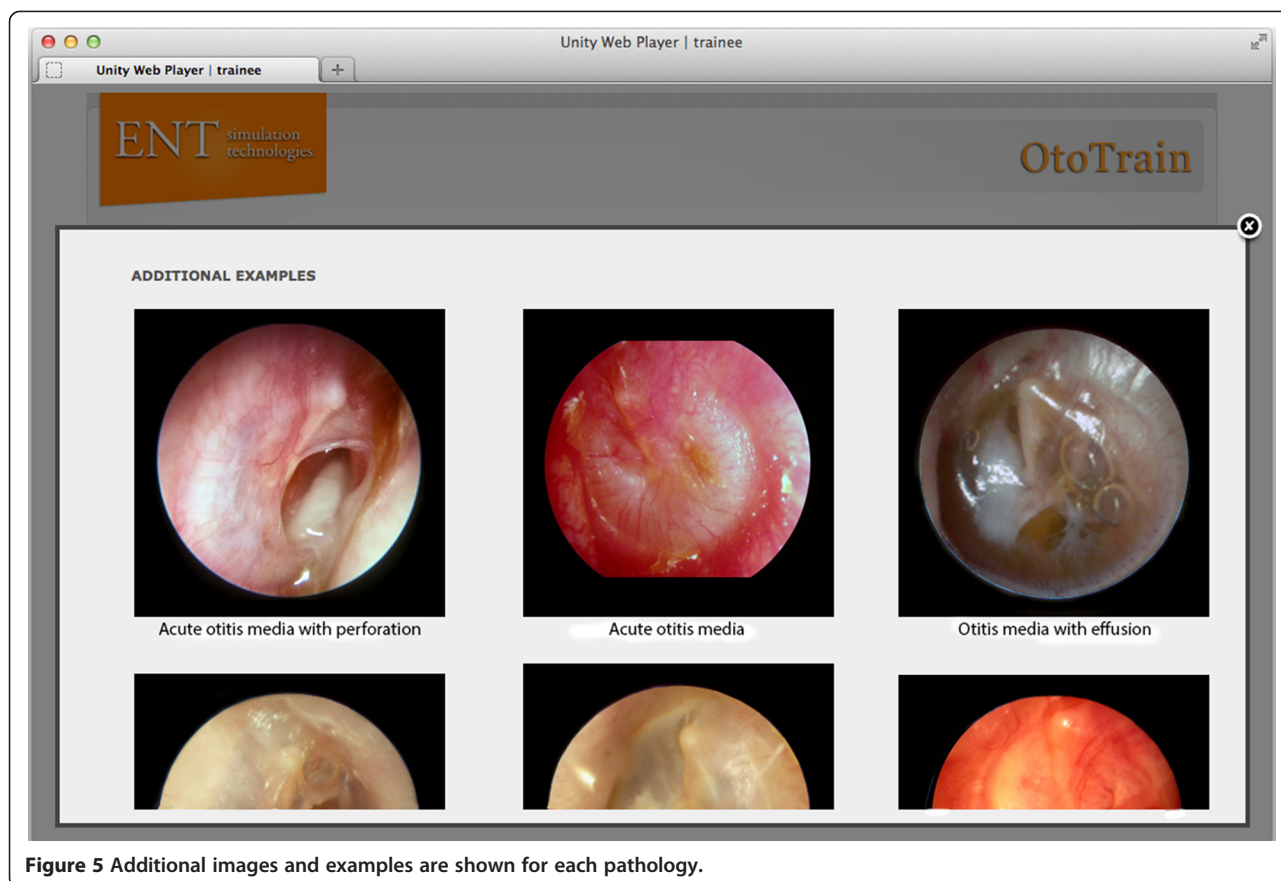 Unity Web Player | trainee
Unity Web Player | trainee
ENT simulation
technologies
OtoTrain
ADDITIONAL EXAMPLES
Acute otitis media with perforation
Acute otitis media
Otitis media with effusion
Figure 5 Additional images and examples are shown for each pathology.